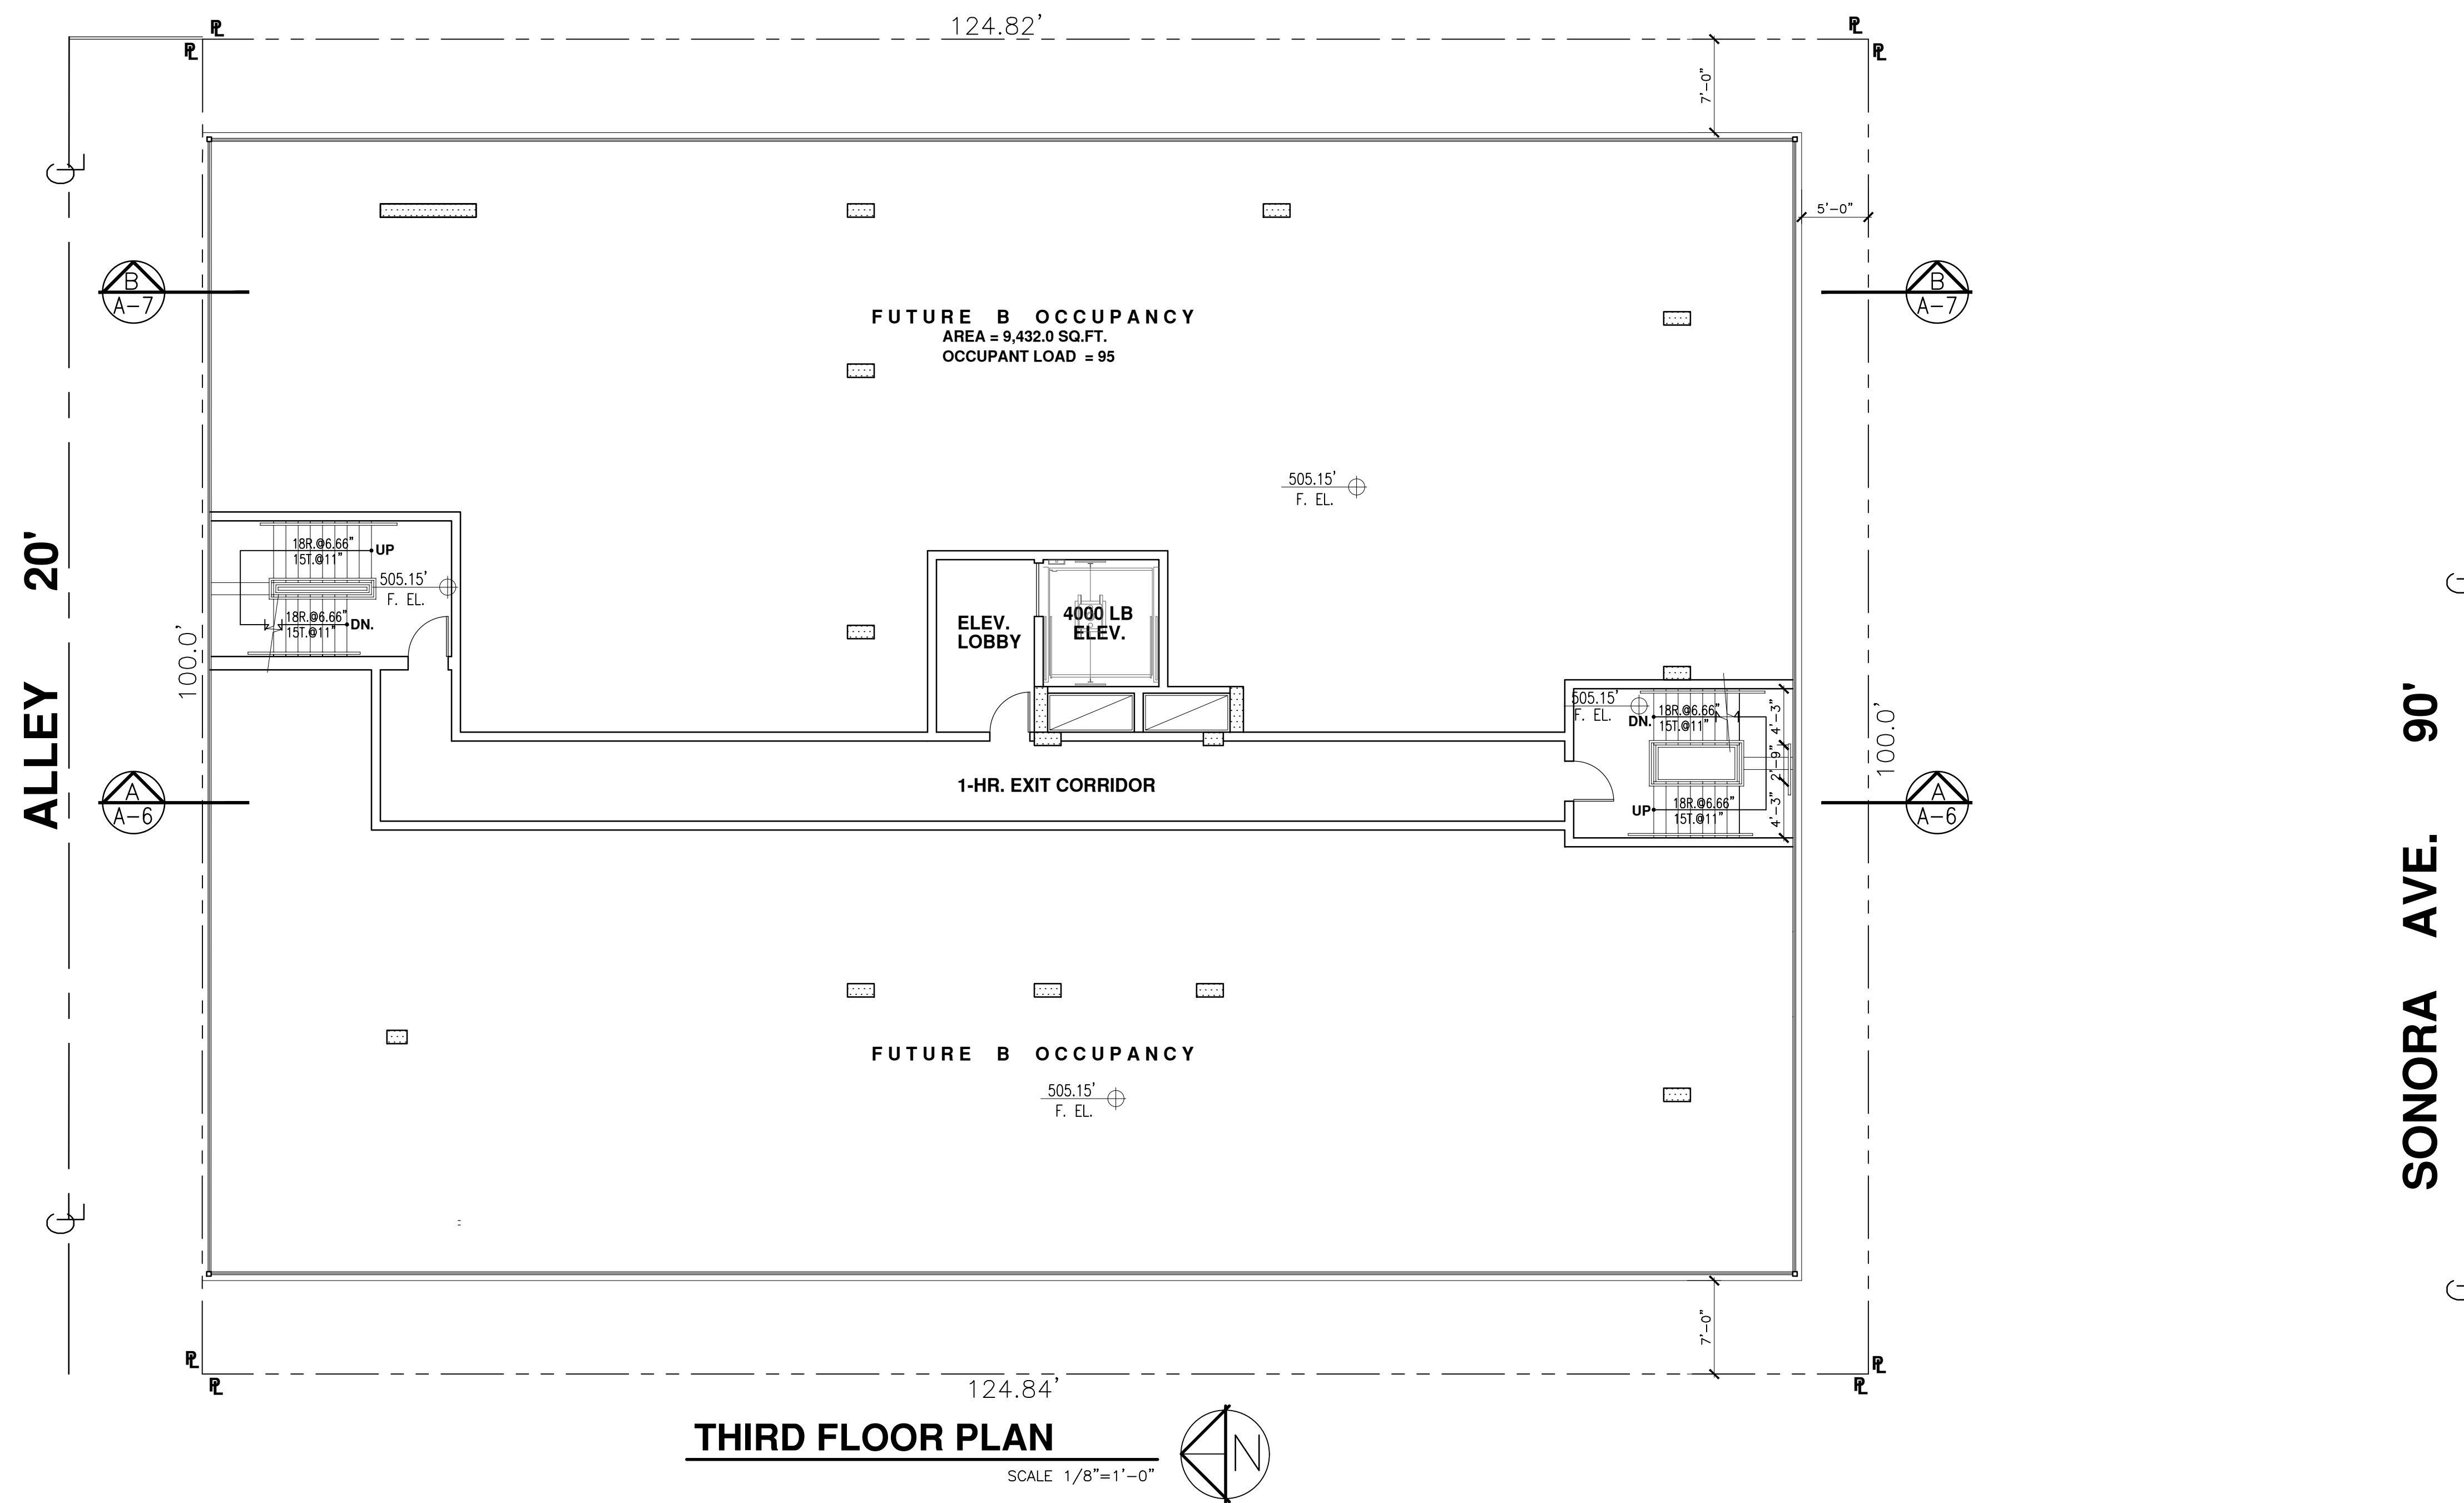 124.82'
PL
PL
PL
PL
7'-0"
CL
5'-0"
B
A-7
B
A-7
FUTURE B OCCUPANCY
AREA = 9,432.0 SQ.FT.
OCCUPANT LOAD = 95
505.15'
F. EL.
ALLEY 20'
100.0'
18R.@6.66"
15T.@11"
UP
505.15'
F. EL.
18R.@6.66"
15T.@11"
DN.
ELEV.
LOBBY
4000 LB
ELEV.
505.15'
F. EL.
DN.
18R.@6.66"
15T.@11"
4'-3"
2'-9"
4'-3"
UP
18R.@6.66"
15T.@11"
100.0'
SONORA AVE. 90'
A
A-6
A
A-6
1-HR. EXIT CORRIDOR
FUTURE B OCCUPANCY
505.15'
F. EL.
CL
7'-0"
PL
PL
PL
PL
124.84'
THIRD FLOOR PLAN
SCALE 1/8"=1'-0"
N